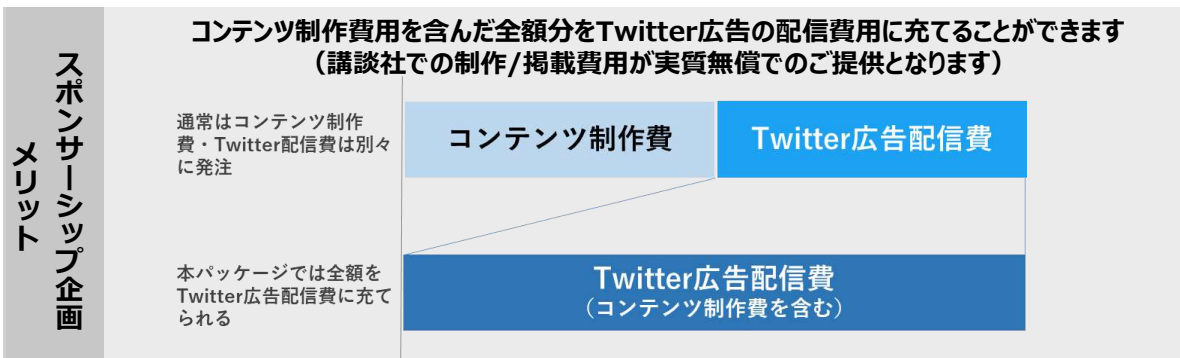 スポンサーシップ企画
メリット
コンテンツ制作費用を含んだ全額分をTwitter広告の配信費用に充てることができます
（講談社での制作/掲載費用が実質無償でのご提供となります）
通常はコンテンツ制作
費・Twitter配信費は別々
に発注
コンテンツ制作費
Twitter広告配信費
本パッケージでは全額を
Twitter広告配信費に充て
られる
Twitter広告配信費
（コンテンツ制作費を含む）